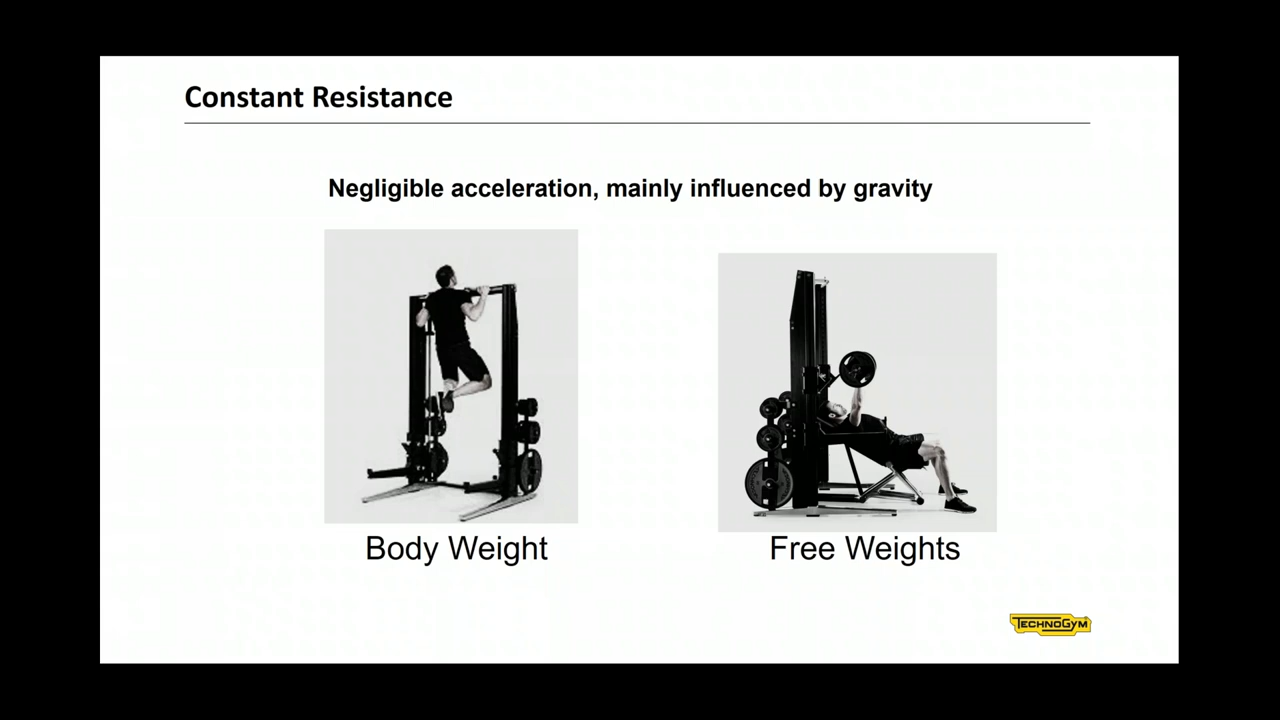 Constant Resistance
Negligible acceleration, mainly influenced by gravity
Body Weight
Free Weights
TECHNOGYM